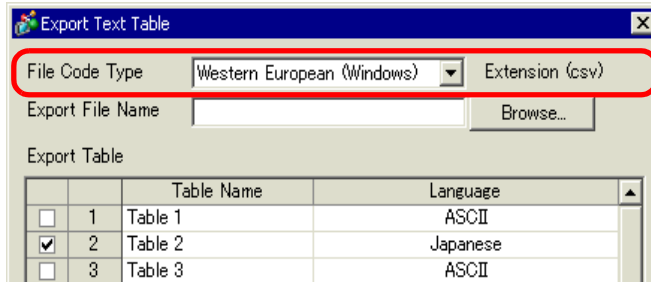 Export Text Table
File Code Type Western European (Windows) Extension (csv)
Export File Name Browse...
Export Table
Table Name Language
1 Table 1 ASCII
2 Table 2 Japanese
3 Table 3 ASCII